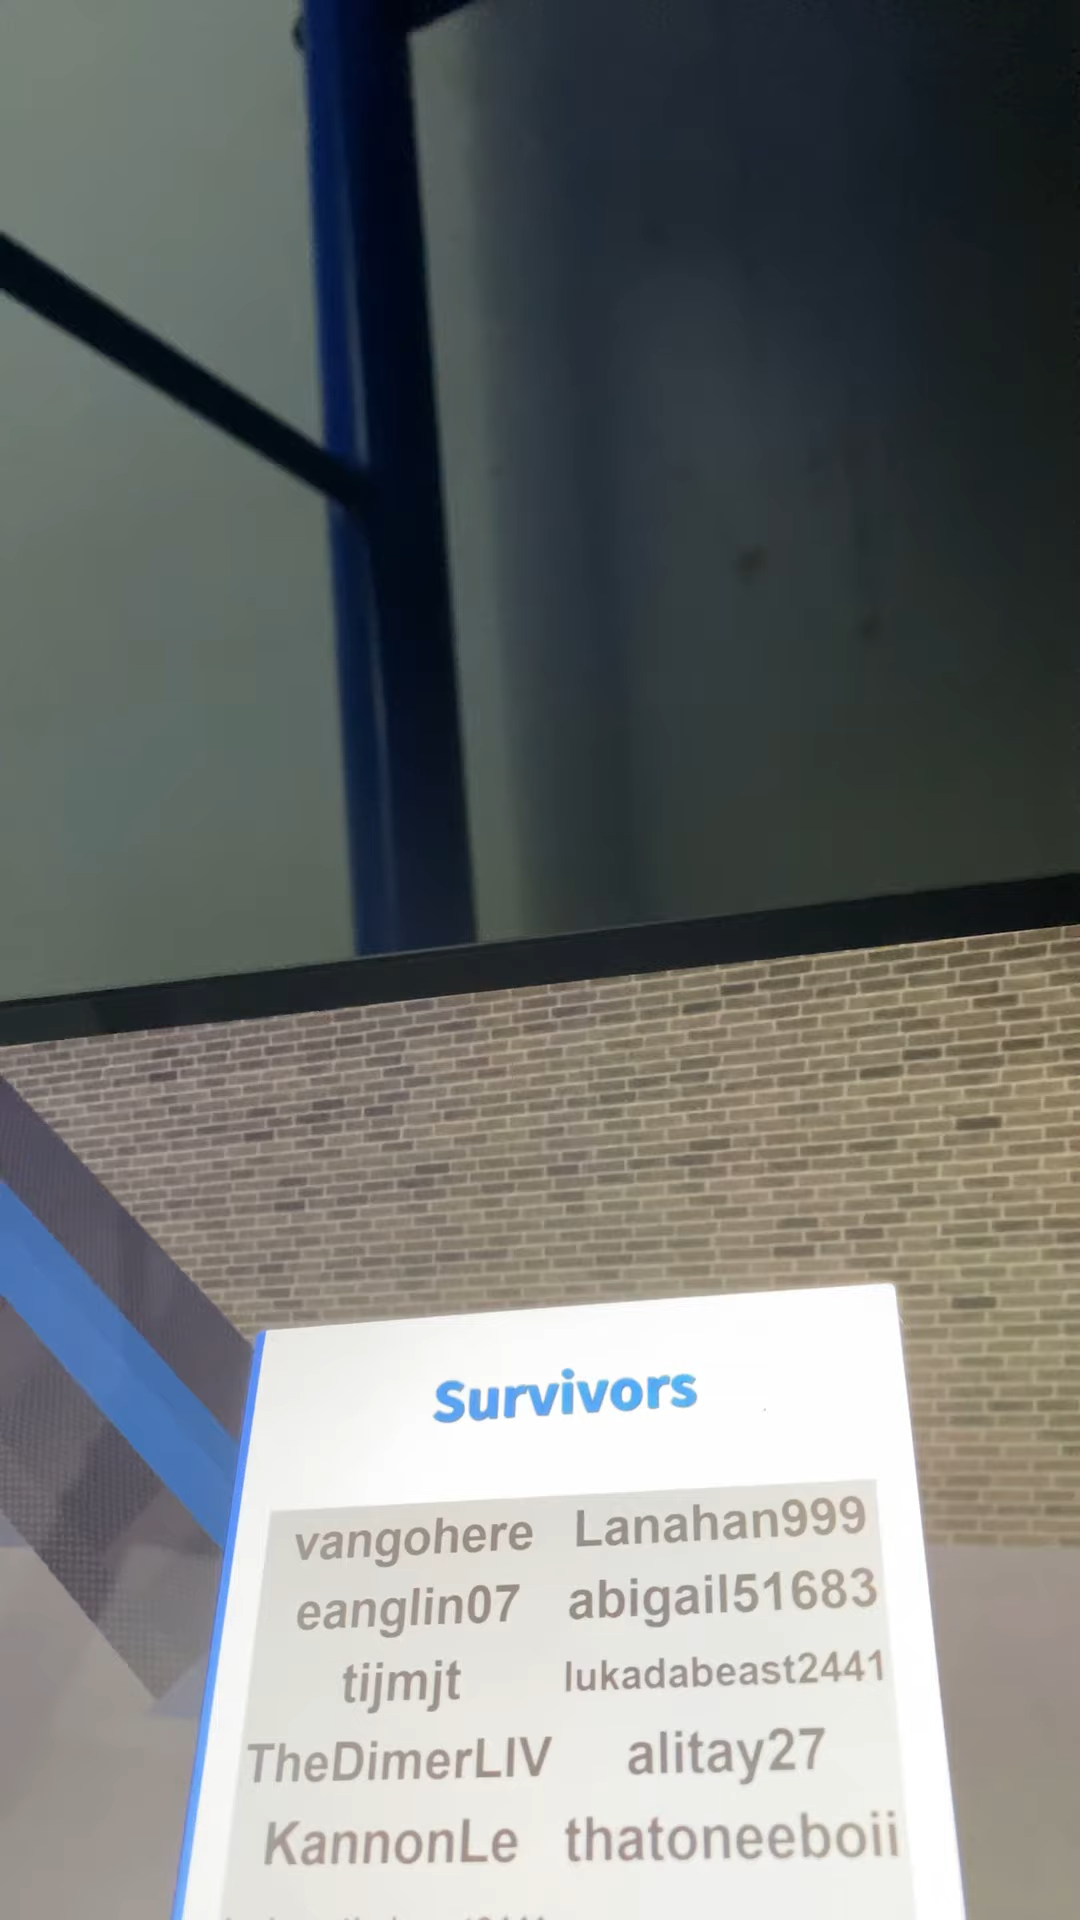 Survivors
vangohere Lanahan999
eanglin07 abigail51683
tijmjt lukadabeast2441
TheDimerLIV alitay27
KannonLe thatoneeboii